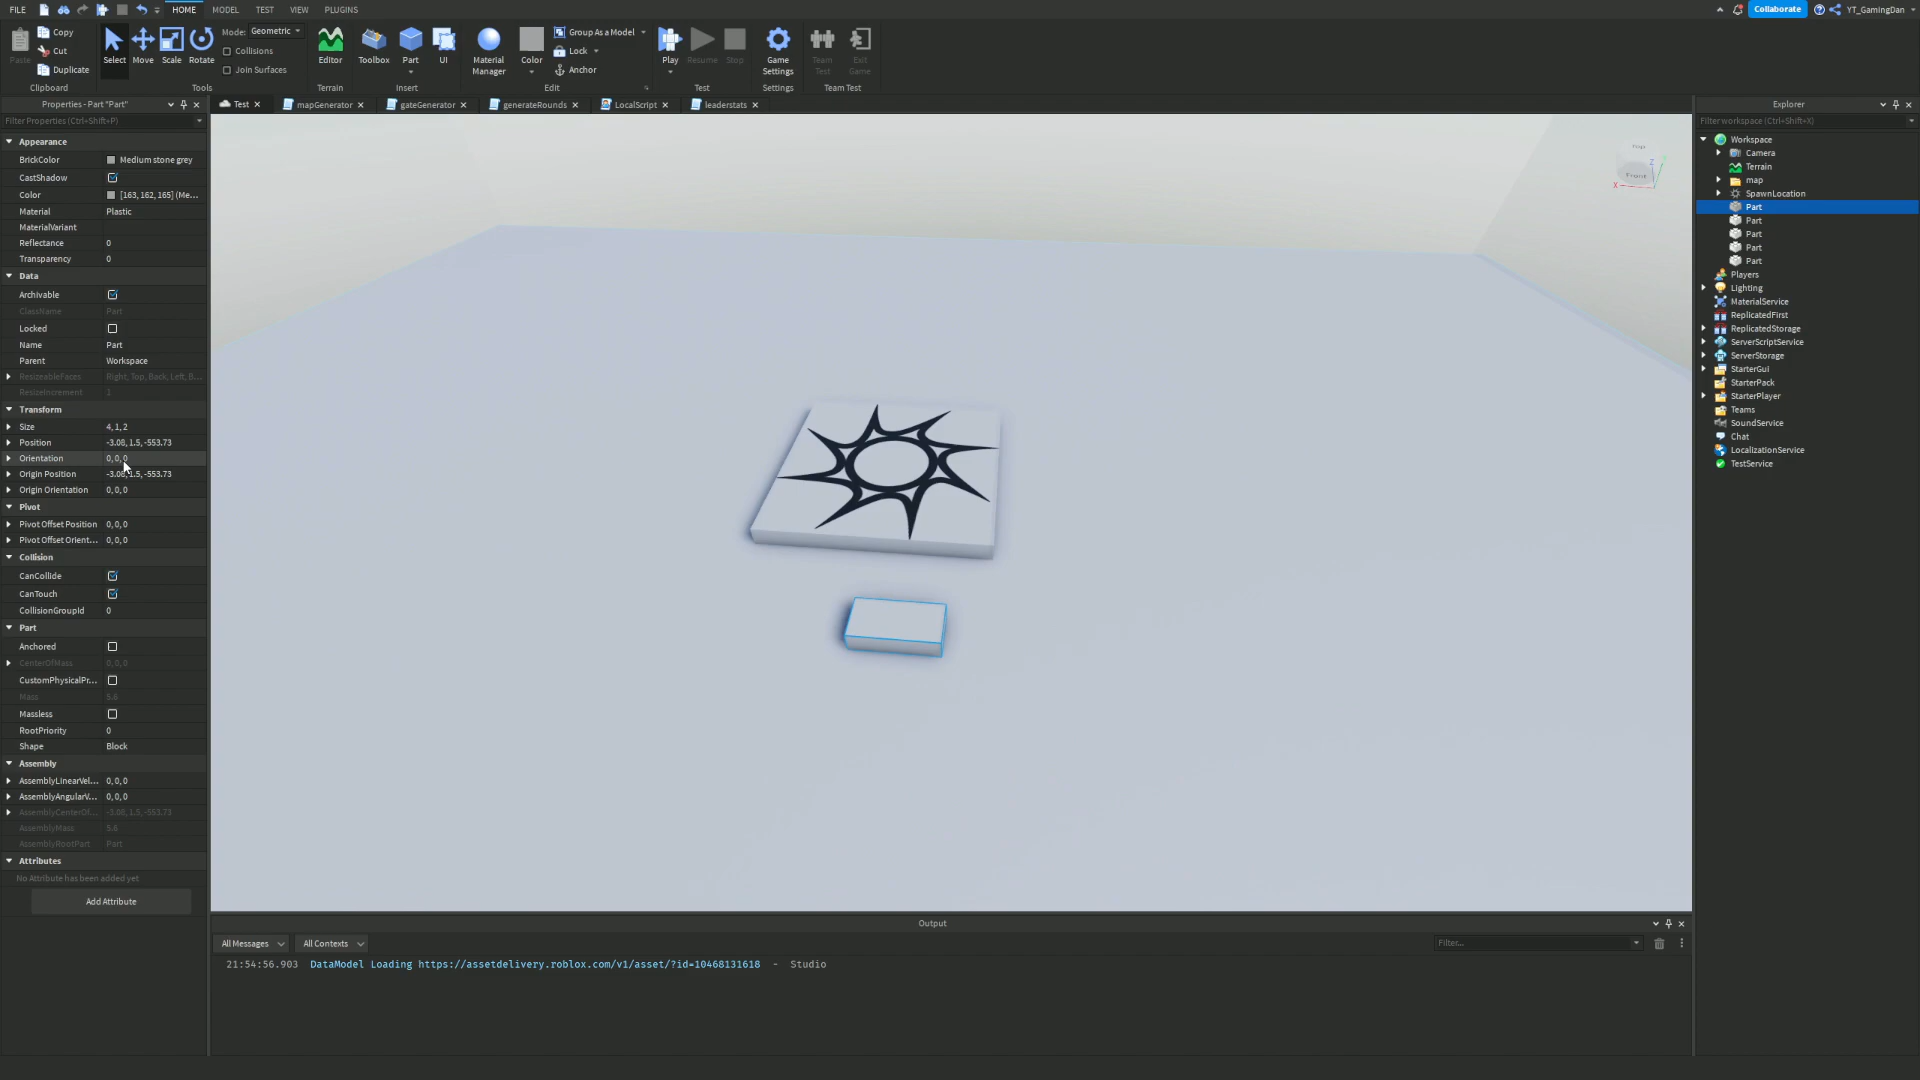 FILE HOME MODEL TEST VIEW PLUGINS Collaborate YT_GamingDan
Paste Copy Cut Duplicate Clipboard
Select Move Scale Rotate Mode: Geometric Collisions Join Surfaces Tools
Editor Terrain
Toolbox Part UI Insert
Material Manager Color Group As a Model Lock Anchor Edit
Play Resume Stop Test
Game Settings Settings
Team Test Exit Game Team Test
Properties - Part "Part"
Test mapGenerator gateGenerator generateRounds LocalScript leaderstats
Explorer
Filter Properties (Ctrl+Shift+P)
Filter workspace (Ctrl+Shift+X)
Appearance
BrickColor Medium stone grey
CastShadow
Color [163, 162, 165] (Me...
Material Plastic
MaterialVariant
Reflectance 0
Transparency 0
Data
Archivable
ClassName Part
Locked
Name Part
Parent Workspace
ResizeableFaces Right, Top, Back, Left, B...
ResizeIncrement 1
Transform
Size 4, 1, 2
Position -3.08, 1.5, -553.73
Orientation 0, 0, 0
Origin Position -3.08, 1.5, -553.73
Origin Orientation 0, 0, 0
Pivot
Pivot Offset Position 0, 0, 0
Pivot Offset Orient... 0, 0, 0
Collision
CanCollide
CanTouch
CollisionGroupId 0
Part
Anchored
CenterOfMass 0, 0, 0
CustomPhysicalPr...
Mass 5.6
Massless
RootPriority 0
Shape Block
Assembly
AssemblyLinearVel... 0, 0, 0
AssemblyAngularV... 0, 0, 0
AssemblyCenterOf... -3.08, 1.5, -553.73
AssemblyMass 5.6
AssemblyRootPart Part
Attributes
No Attribute has been added yet
Add Attribute
Top
Z
Front
X
Workspace
Camera
Terrain
map
SpawnLocation
Part
Part
Part
Part
Part
Players
Lighting
MaterialService
ReplicatedFirst
ReplicatedStorage
ServerScriptService
ServerStorage
StarterGui
StarterPack
StarterPlayer
Teams
SoundService
Chat
LocalizationService
TestService
Output
All Messages All Contexts Filter...
21:54:56.903 DataModel Loading https://assetdelivery.roblox.com/v1/asset/?id=10468131618 - Studio